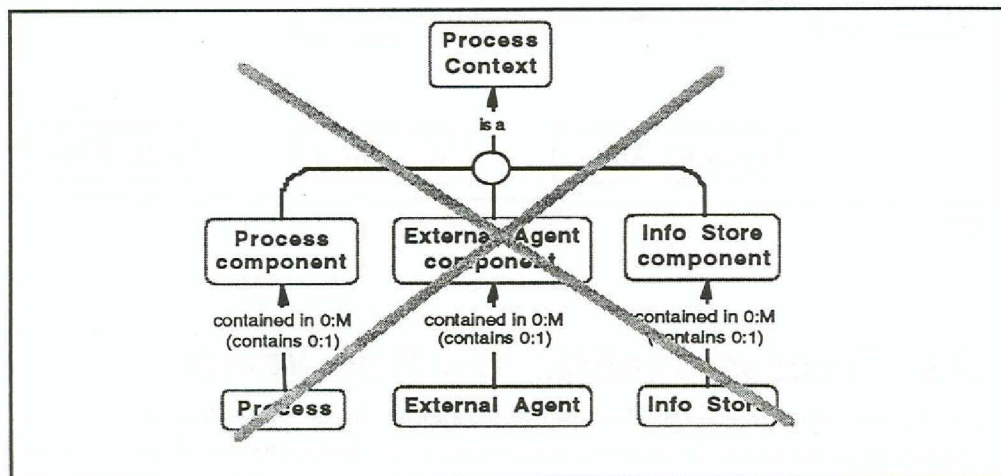 Process
Context
is a
Process
component
External Agent
component
Info Store
component
contained in 0:M
(contains 0:1)
contained in 0:M
(contains 0:1)
contained in 0:M
(contains 0:1)
Process
External Agent
Info Store